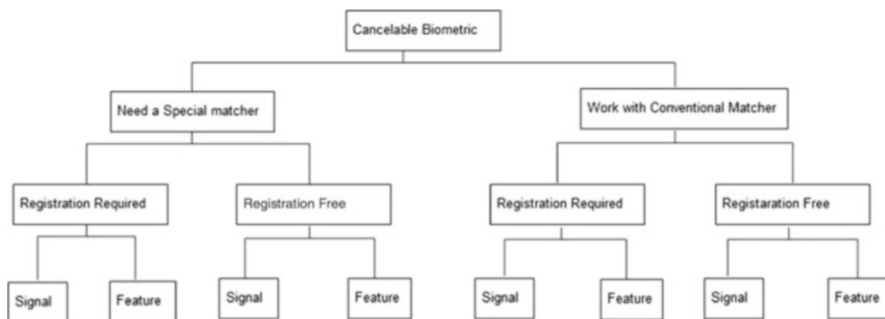 Cancelable Biometric
Need a Special matcher
Work with Conventional Matcher
Registration Required
Registration Free
Registration Required
Registaration Free
Signal
Feature
Signal
Feature
Signal
Feature
Signal
Feature